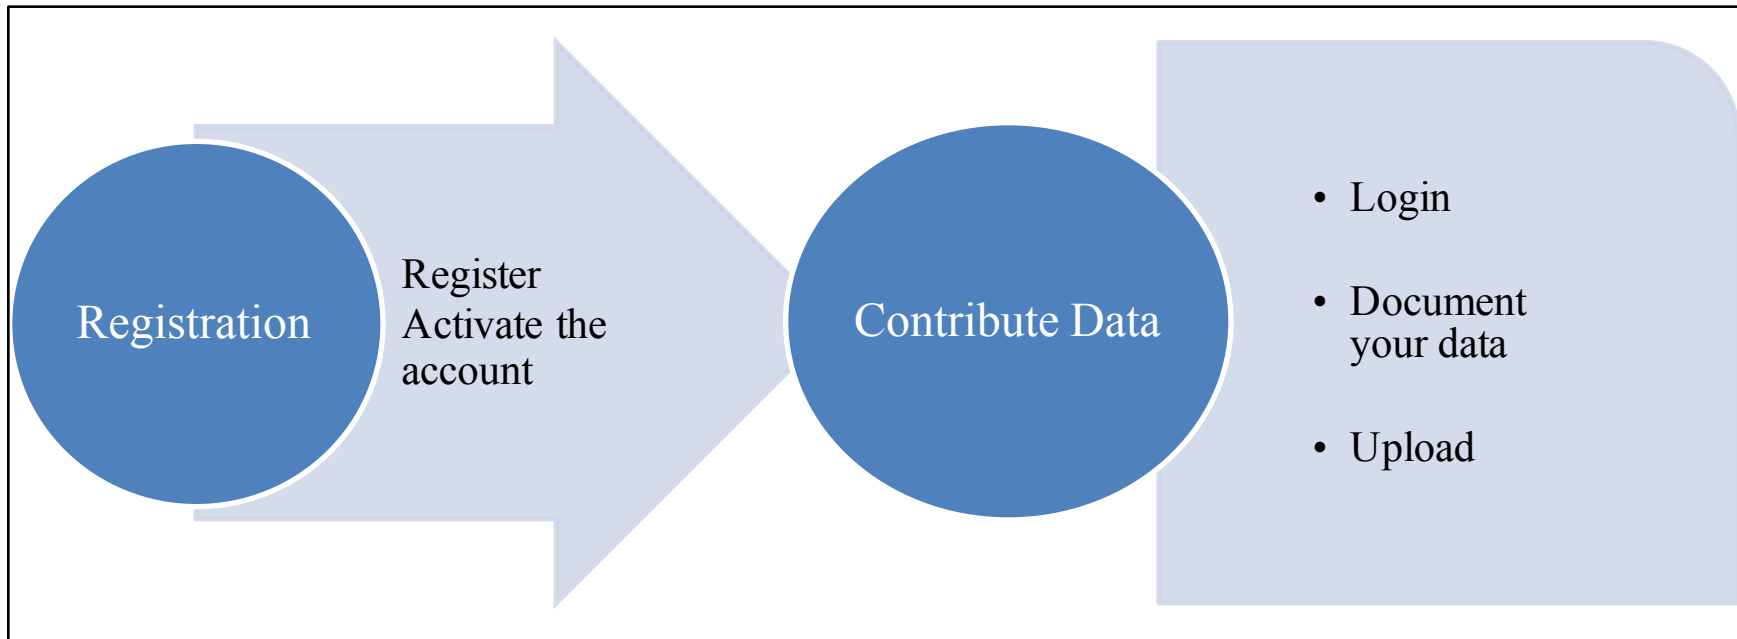 Registration
Register
Activate the
account
Contribute Data
• Login
• Document
your data
• Upload